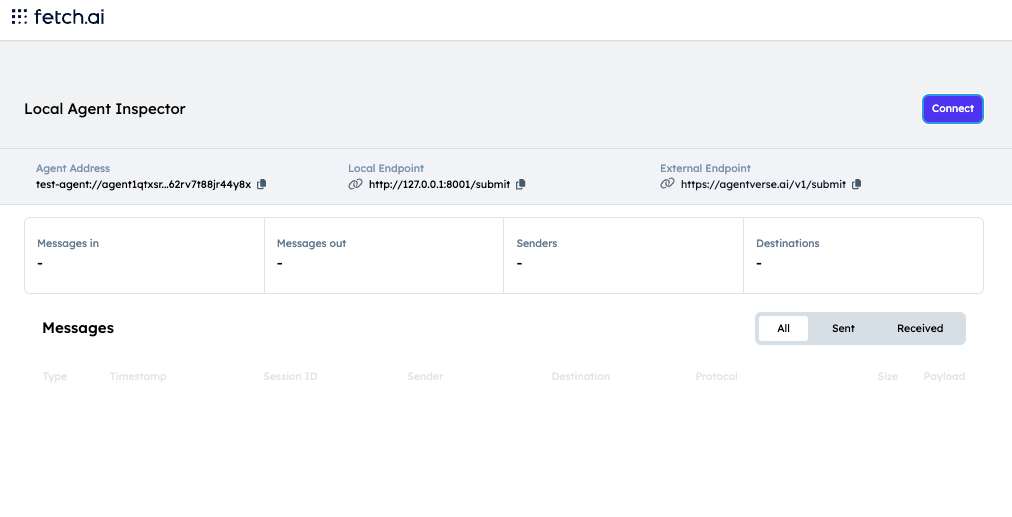 fetch.ai
Local Agent Inspector
Connect
Agent Address
test-agent://agent1qtxsr...62rv7t88jr44y8x
Local Endpoint
http://127.0.0.1:8001/submit
External Endpoint
https://agentverse.ai/v1/submit
Messages in
-
Messages out
-
Senders
-
Destinations
-
Messages
All Sent Received
Type Timestamp Session ID Sender Destination Protocol Size Payload